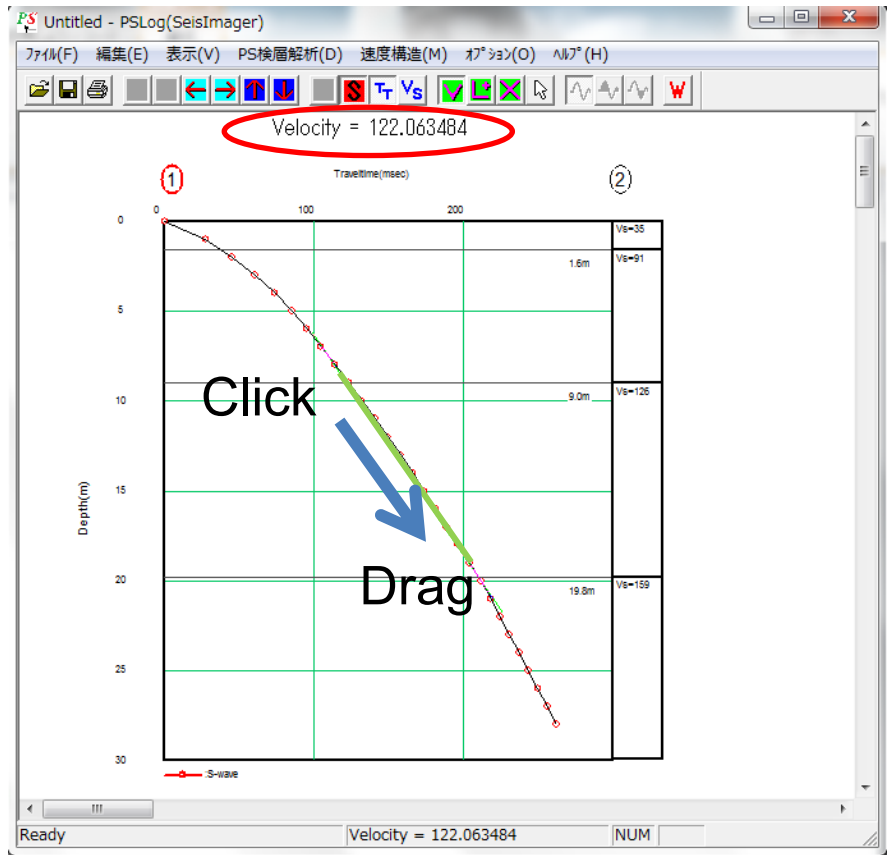 PS Untitled - PSLog(SeisImager)
ﾌｧｲﾙ(F) 編集(E) 表示(V) PS検層解析(D) 速度構造(M) ｵﾌﾟｼｮﾝ(O) ﾍﾙﾌﾟ(H)
S TT Vs W
Velocity = 122.063484
1 Traveltime(msec) 2
0 100 200
0 Vs=35
1.6m Vs=91
5
Click 9.0m Vs=126
10
15
Depth(m)
Drag 19.8m Vs=159
20
25
30
:S-wave
Ready Velocity = 122.063484 NUM